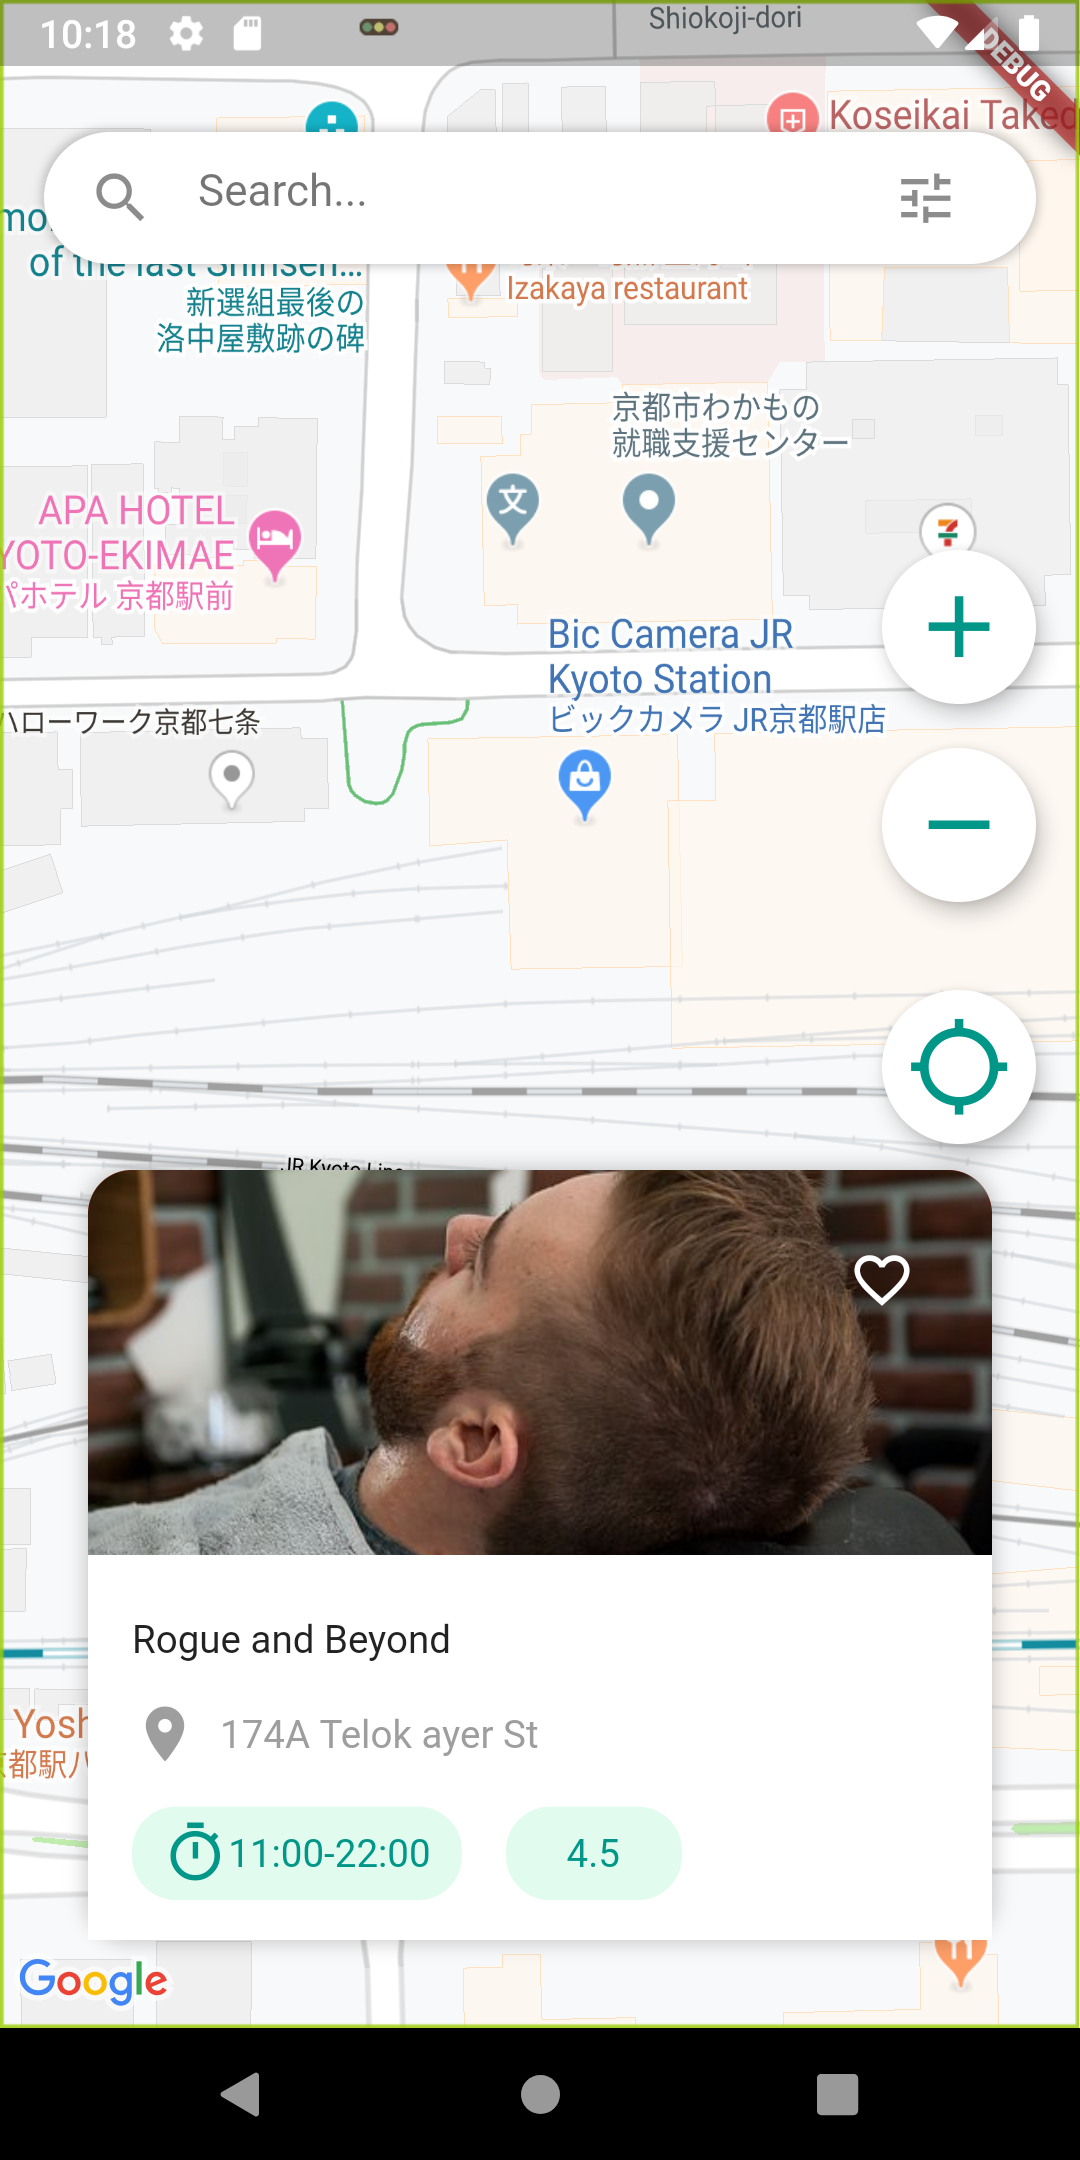 10:18
Shiokoji-dori
DEBUG
Koseikai Taked
Search...
of the last Shinsen...
新選組最後の
洛中屋敷跡の碑
Izakaya restaurant
京都市わかもの
就職支援センター
文
7
APA HOTEL
YOTO-EKIMAE
パホテル 京都駅前
Bic Camera JR
Kyoto Station
ビックカメラ JR京都駅店
ハローワーク京都七条
JR Kyoto Line
Rogue and Beyond
174A Telok ayer St
11:00-22:00
4.5
Yosh
都駅八
Google